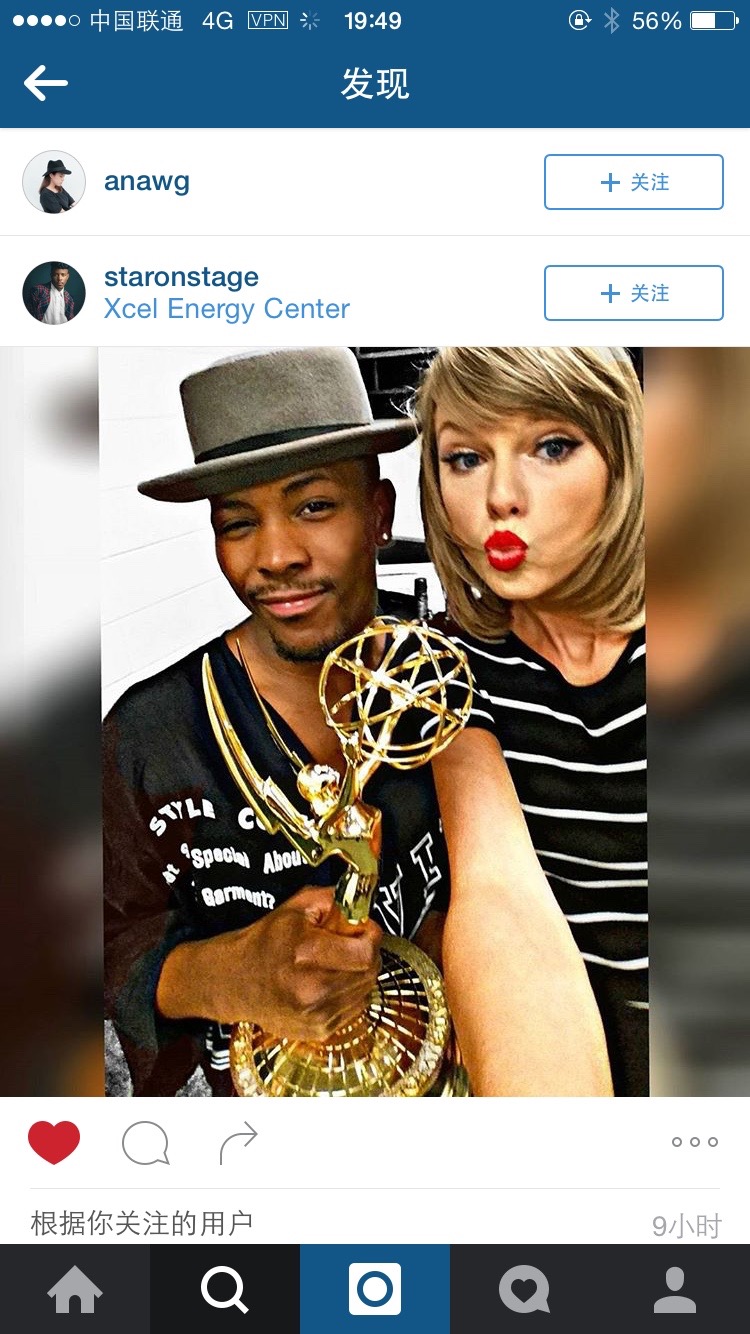 中国联通 4G VPN 19:49 56%
发现
anawg
+ 关注
staronstage
Xcel Energy Center
+ 关注
STYLE
Special About
Garment?
根据你关注的用户
9小时